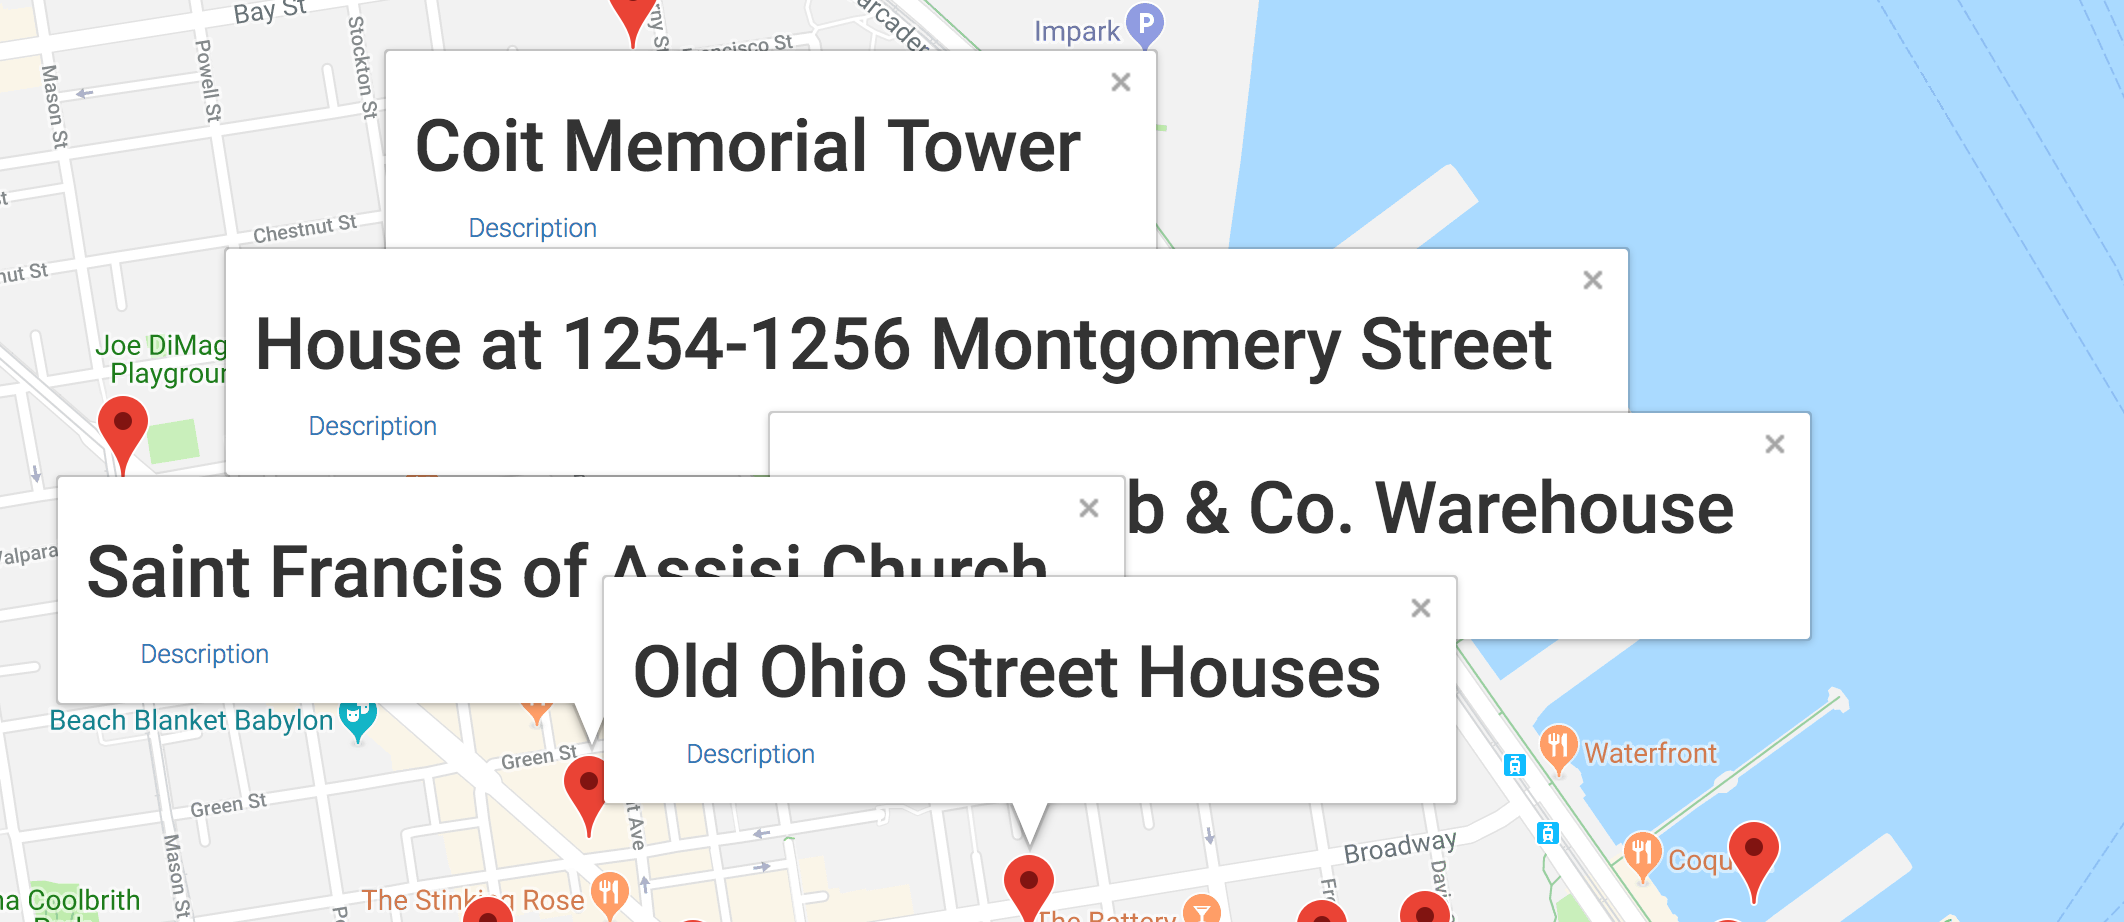 Bay St
Powell St
Stockton St
Mason St
Impark
P
Coit Memorial Tower
Description
Chestnut St
House at 1254-1256 Montgomery Street
Description
Joe DiMag
Playgroun
& Co. Warehouse
Saint Francis of Assisi Church
Description
Old Ohio Street Houses
Description
Beach Blanket Babylon
Green St
Green St
Waterfront
Mason St
Broadway
Coqu
The Stinking Rose
The Battery
Coolbrith